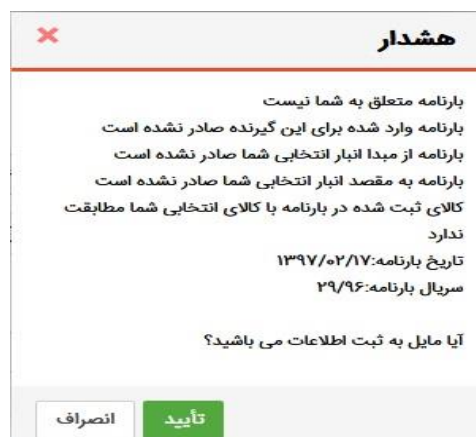 هشدار
بارنامه متعلق به شما نیست
بارنامه وارد شده برای این گیرنده صادر نشده است
بارنامه از مبدا انبار انتخابی شما صادر نشده است
بارنامه به مقصد انبار انتخابی شما صادر نشده است
کالای ثبت شده در بارنامه با کالای انتخابی شما مطابقت
ندارد
تاریخ بارنامه:۱۳۹۷/۰۲/۱۷
سریال بارنامه:۲۹/۹۶
آیا مایل به ثبت اطلاعات می باشید؟
تأیید
انصراف